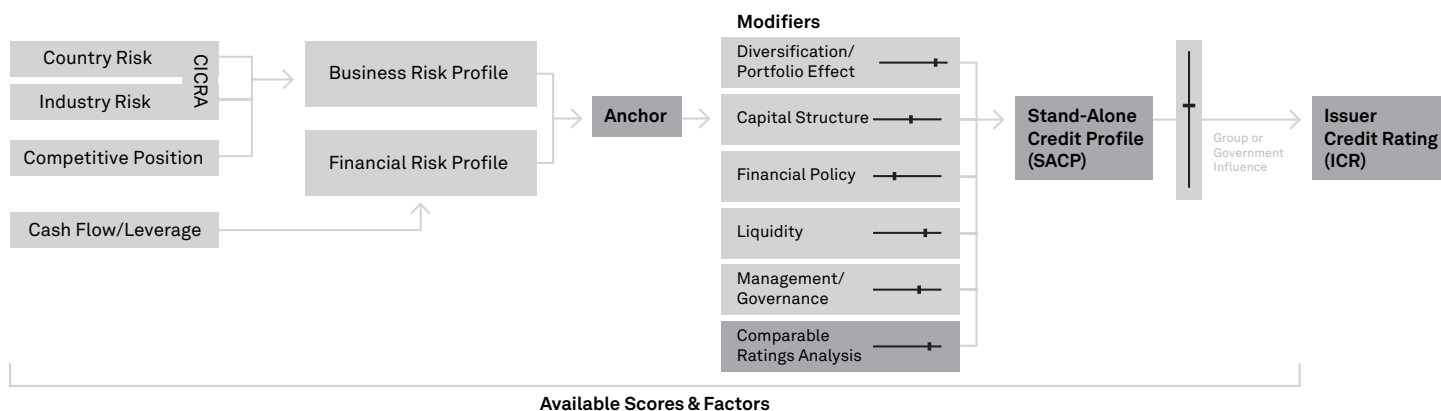 Country Risk
Industry Risk
CICRA
Competitive Position
Cash Flow/Leverage
Business Risk Profile
Financial Risk Profile
Anchor
Modifiers
Diversification/
Portfolio Effect
Capital Structure
Financial Policy
Liquidity
Management/
Governance
Comparable
Ratings Analysis
Stand-Alone
Credit Profile
(SACP)
Group or
Government
Influence
Issuer
Credit Rating
(ICR)
Available Scores & Factors